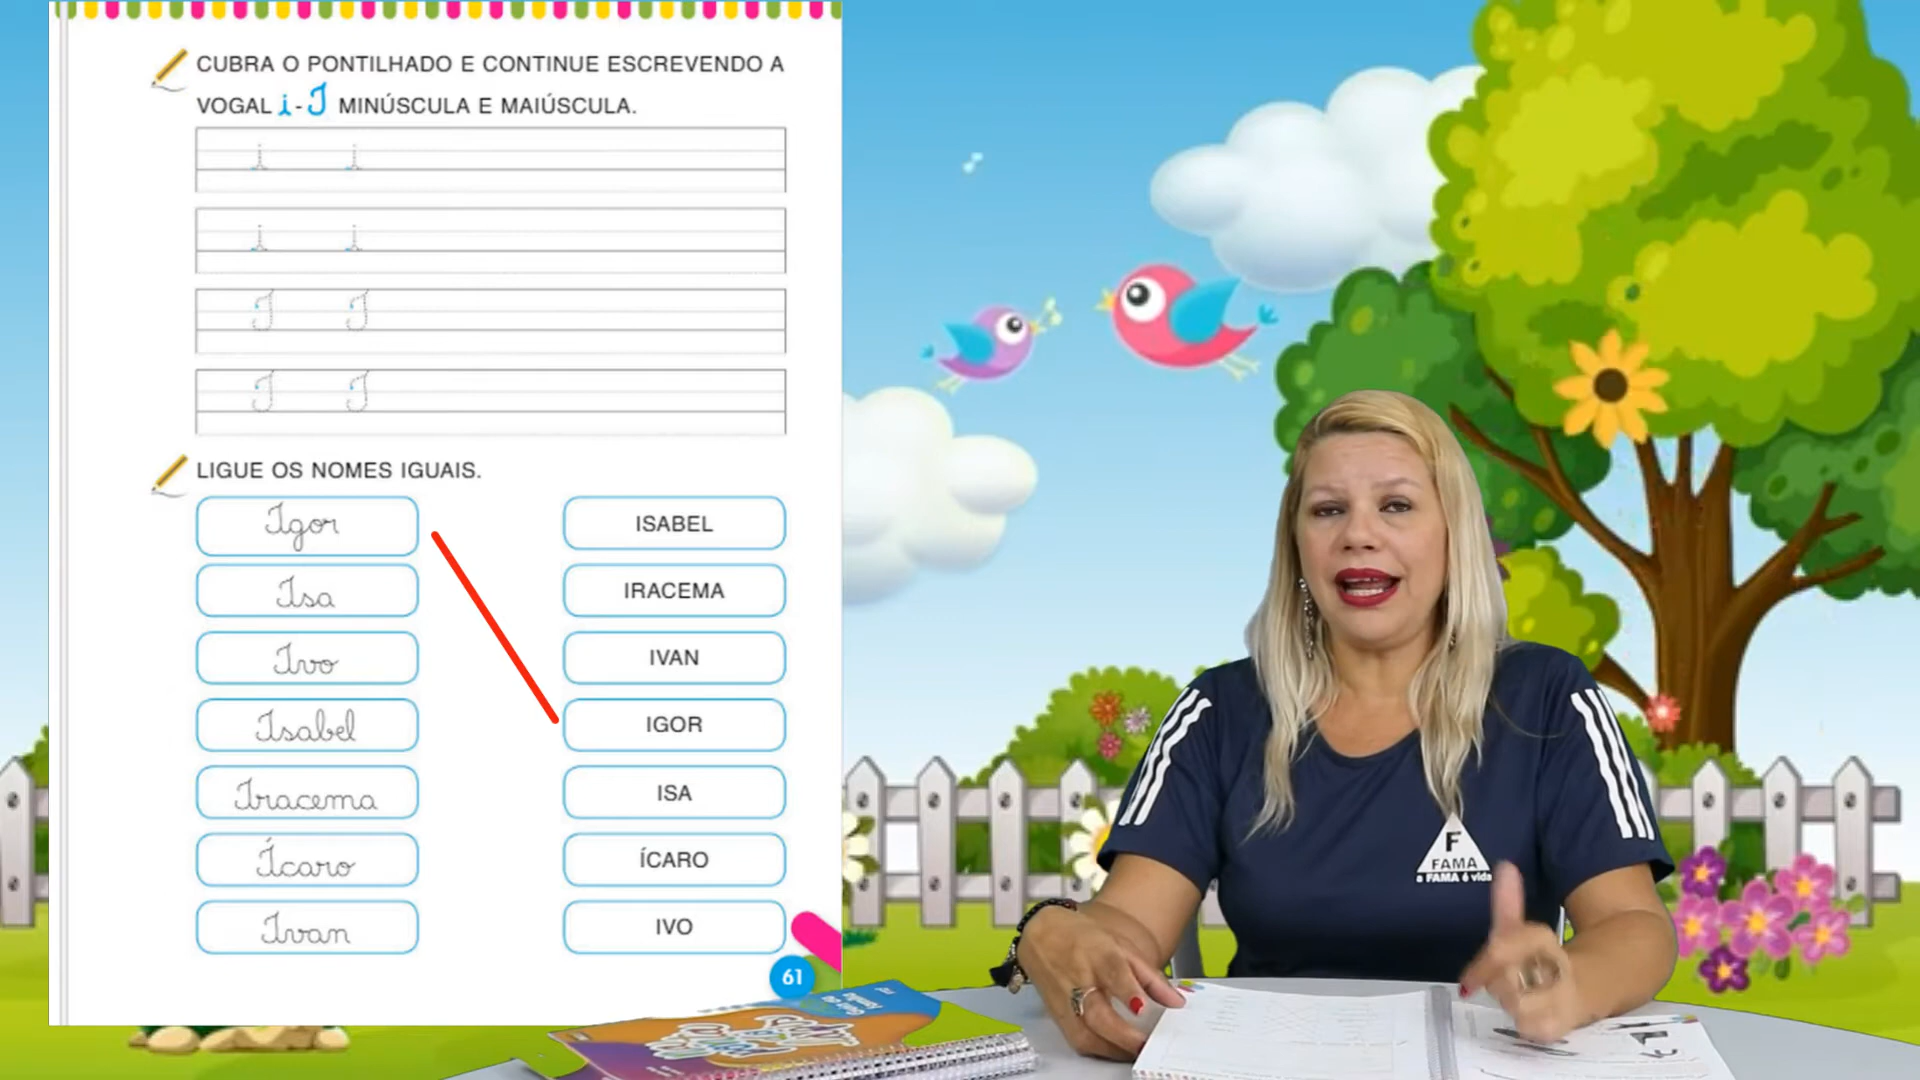 CUBRA O PONTILHADO E CONTINUE ESCREVENDO A
VOGAL i - I MINÚSCULA E MAIÚSCULA.
i i
i i
I I
I I
LIGUE OS NOMES IGUAIS.
Igor ISABEL
Isa IRACEMA
Ivo IVAN
Isabel IGOR
Iracema ISA
Ícaro ÍCARO
Ivan IVO
61
F
FAMA
a FAMA é vida